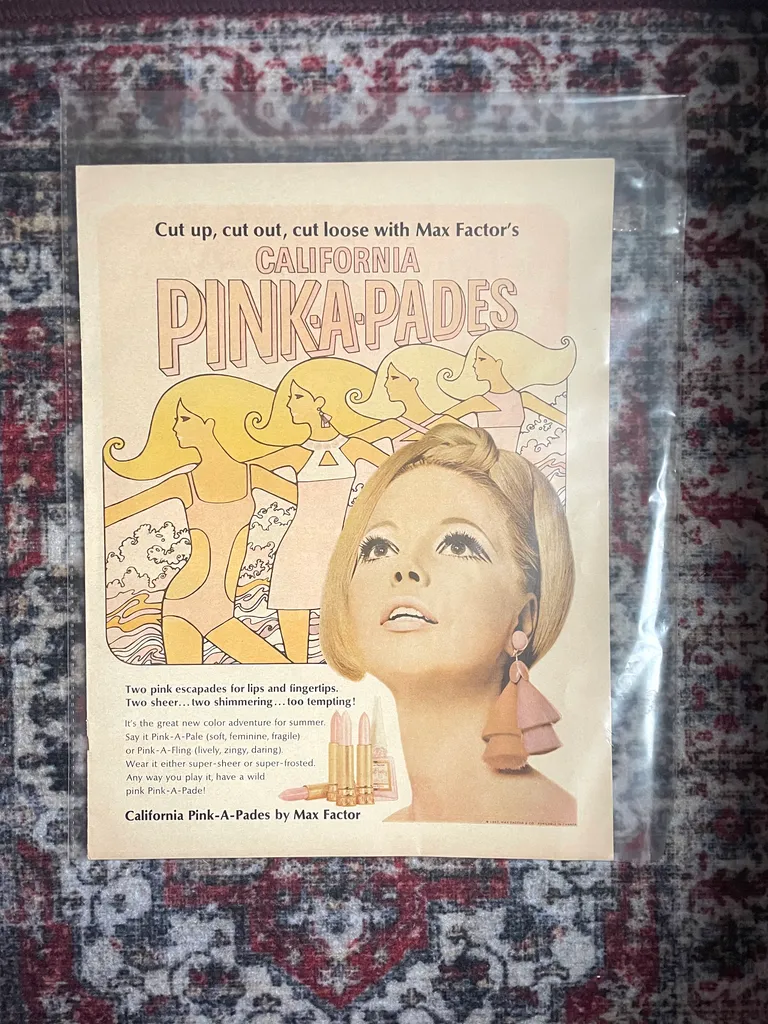 Cut up, cut out, cut loose with Max Factor's
CALIFORNIA
PINK·A·PADES
Two pink escapades for lips and fingertips.
Two sheer...two shimmering...too tempting!
It's the great new color adventure for summer.
Say it Pink-A-Pale (soft, feminine, fragile)
or Pink-A-Fling (lively, zingy, daring).
Wear it either super-sheer or super-frosted.
Any way you play it, have a wild
pink Pink-A-Pade!
California Pink-A-Pades by Max Factor